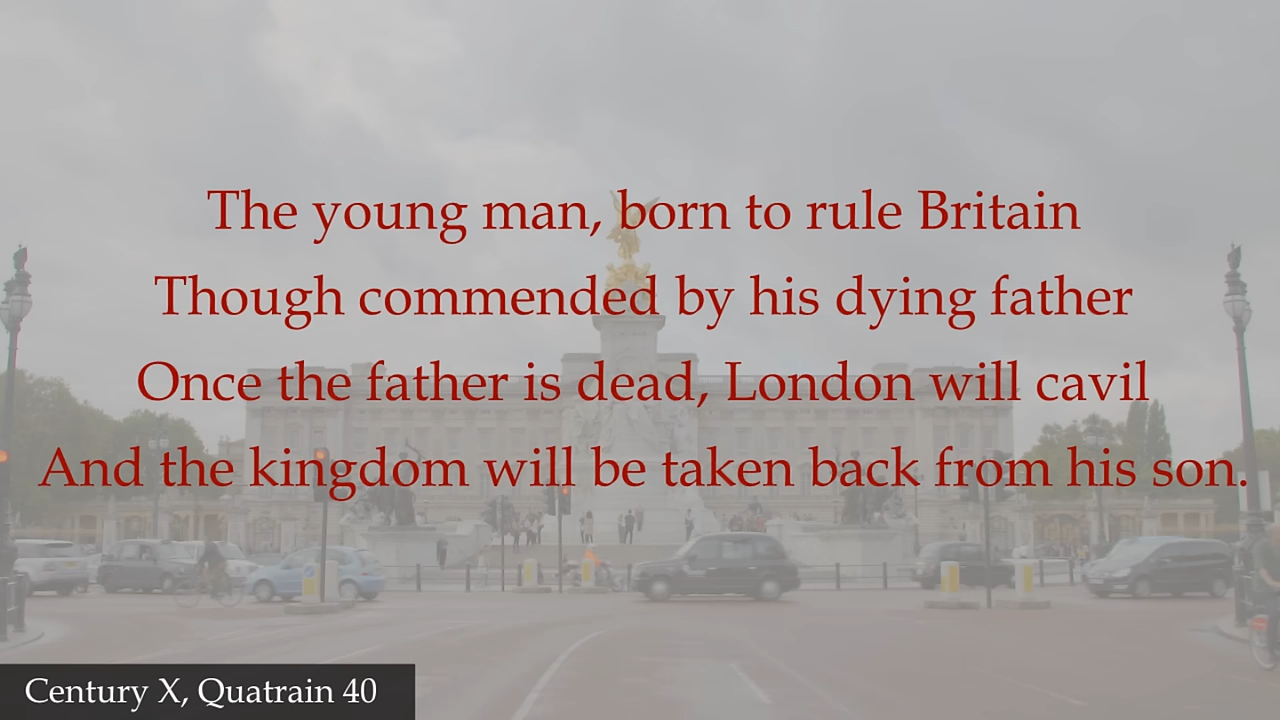 The young man, born to rule Britain
Though commended by his dying father
Once the father is dead, London will cavil
And the kingdom will be taken back from his son.
Century X, Quatrain 40